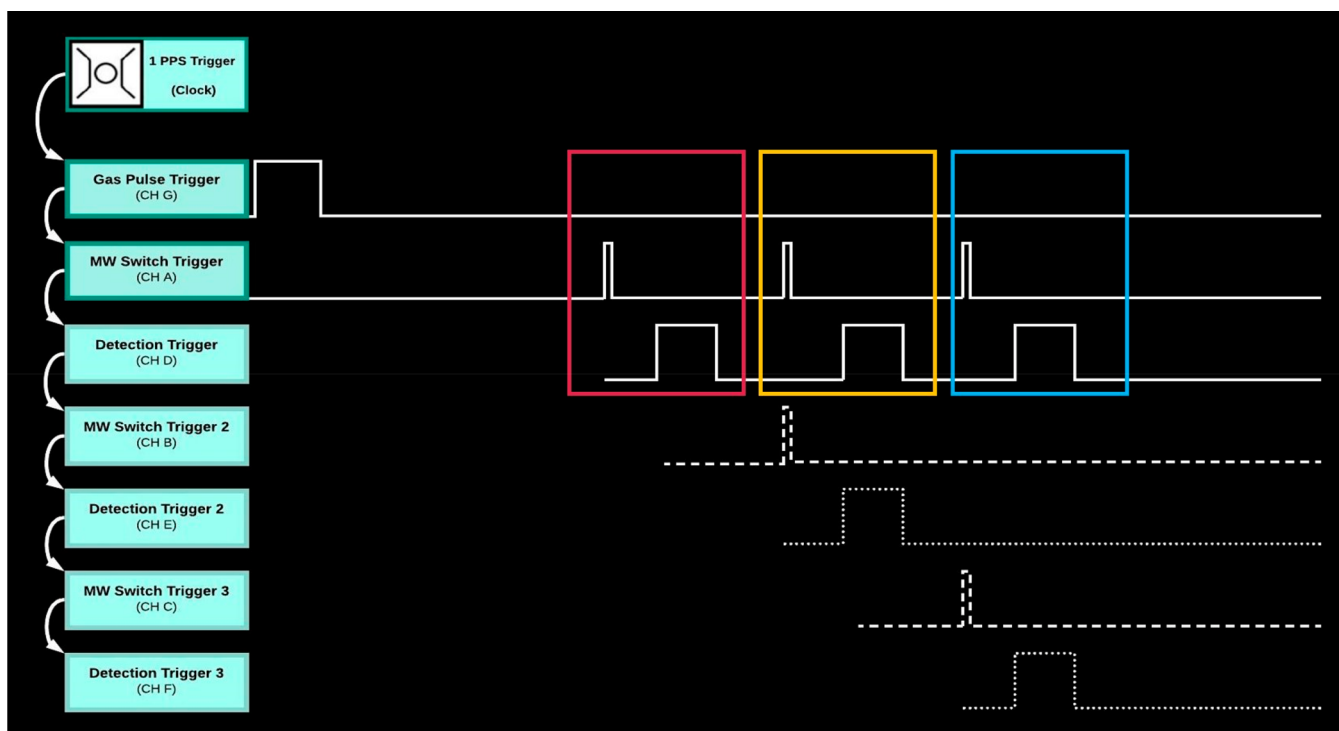 1 PPS Trigger
(Clock)
Gas Pulse Trigger
(CH G)
MW Switch Trigger
(CH A)
Detection Trigger
(CH D)
MW Switch Trigger 2
(CH B)
Detection Trigger 2
(CH E)
MW Switch Trigger 3
(CH C)
Detection Trigger 3
(CH F)